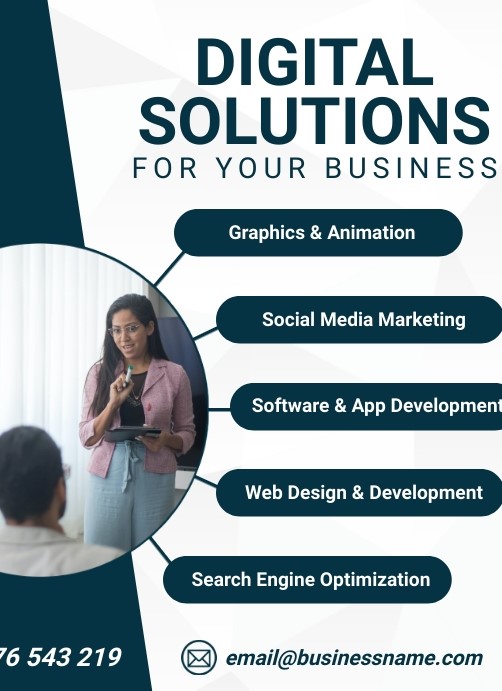 DIGITAL
SOLUTIONS
FOR YOUR BUSINESS
Graphics & Animation
Social Media Marketing
Software & App Development
Web Design & Development
Search Engine Optimization
76 543 219
email@businessname.com